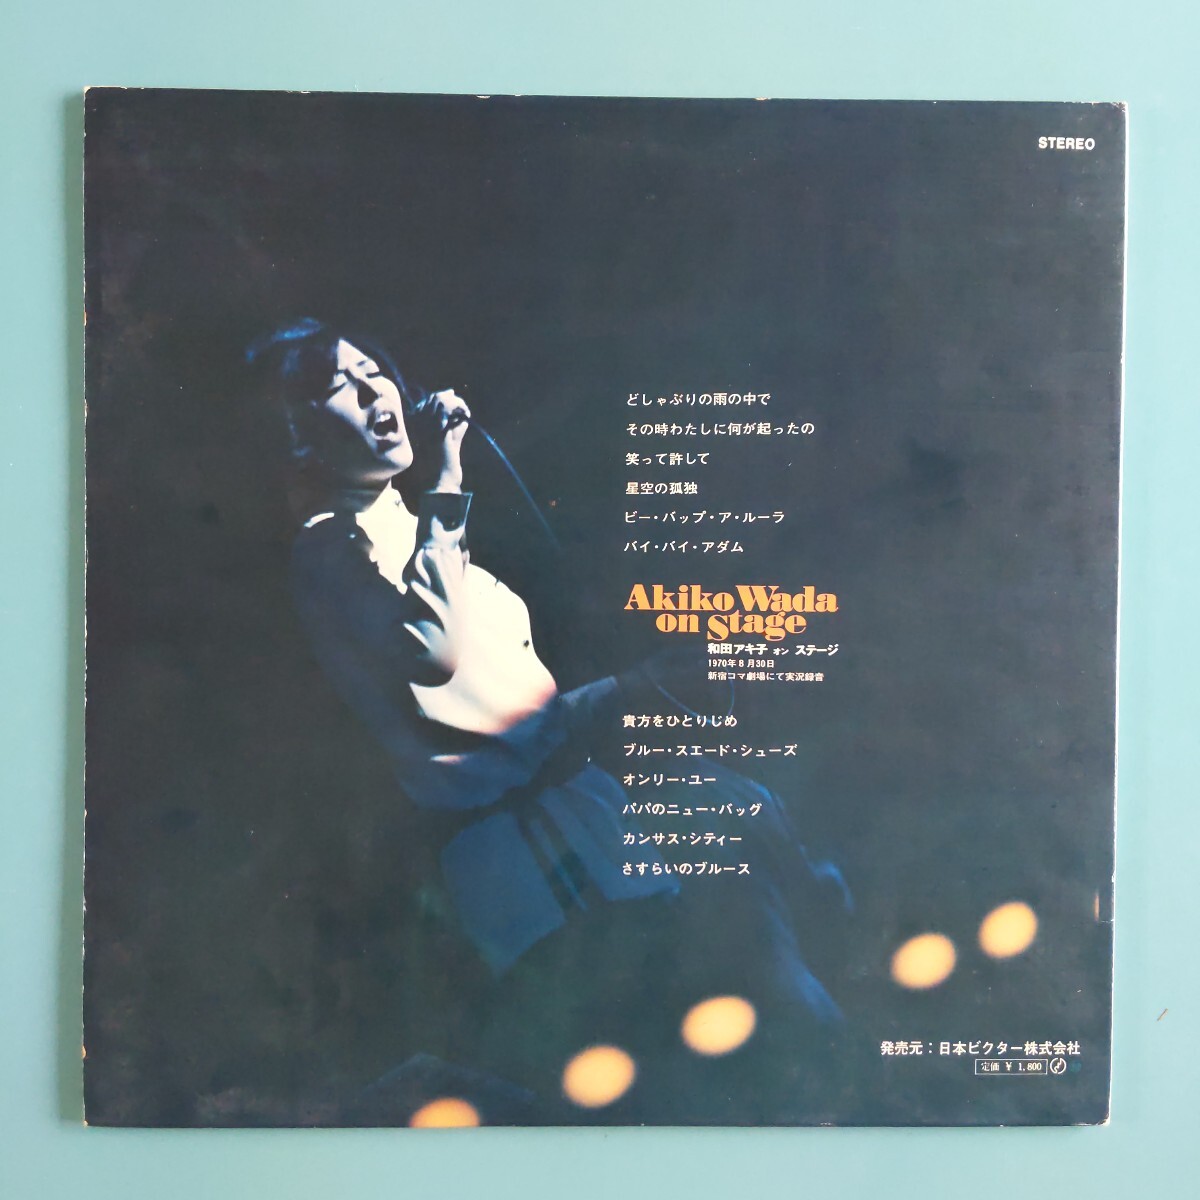 STEREO
どしゃぶりの雨の中で
その時わたしに何が起ったの
笑って許して
星空の孤独
ビー・バップ・ア・ルーラ
バイ・バイ・アダム
Akiko Wada
on Stage
和田アキ子 オン ステージ
1970年8月30日
新宿コマ劇場にて実況録音
貴方をひとりじめ
ブルー・スエード・シューズ
オンリー・ユー
パパのニュー・バッグ
カンサス・シティー
さすらいのブルース
発売元：日本ビクター株式会社
定価 ¥ 1,800